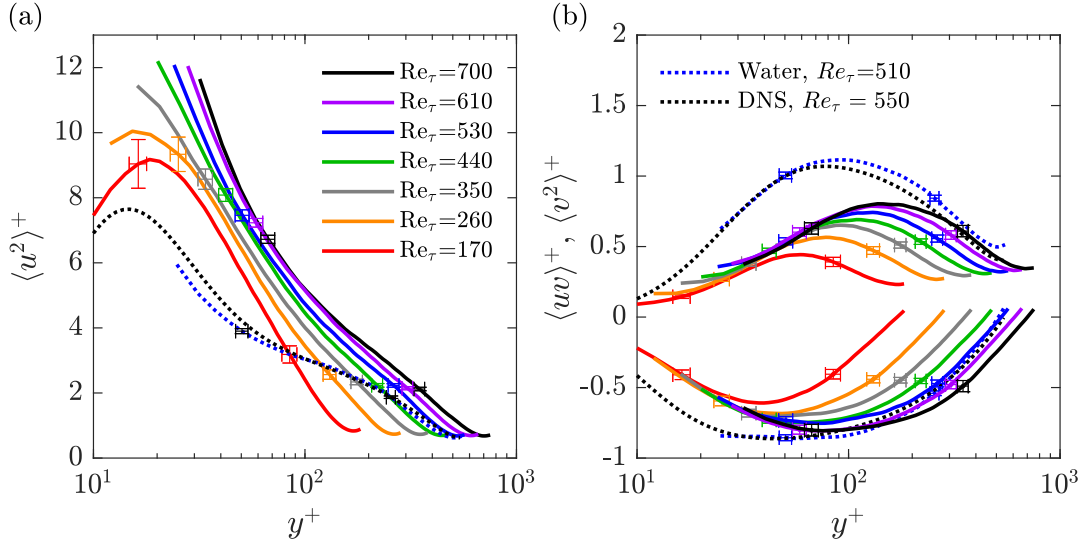 (a)
12
10
8
6
4
2
0
⟨u²⟩⁺
Re_τ=700
Re_τ=610
Re_τ=530
Re_τ=440
Re_τ=350
Re_τ=260
Re_τ=170
10¹ 10² 10³
y⁺
(b)
2
1.5
1
0.5
0
-0.5
-1
⟨uv⟩⁺, ⟨v²⟩⁺
Water, Re_τ=510
DNS, Re_τ = 550
10¹ 10² 10³
y⁺